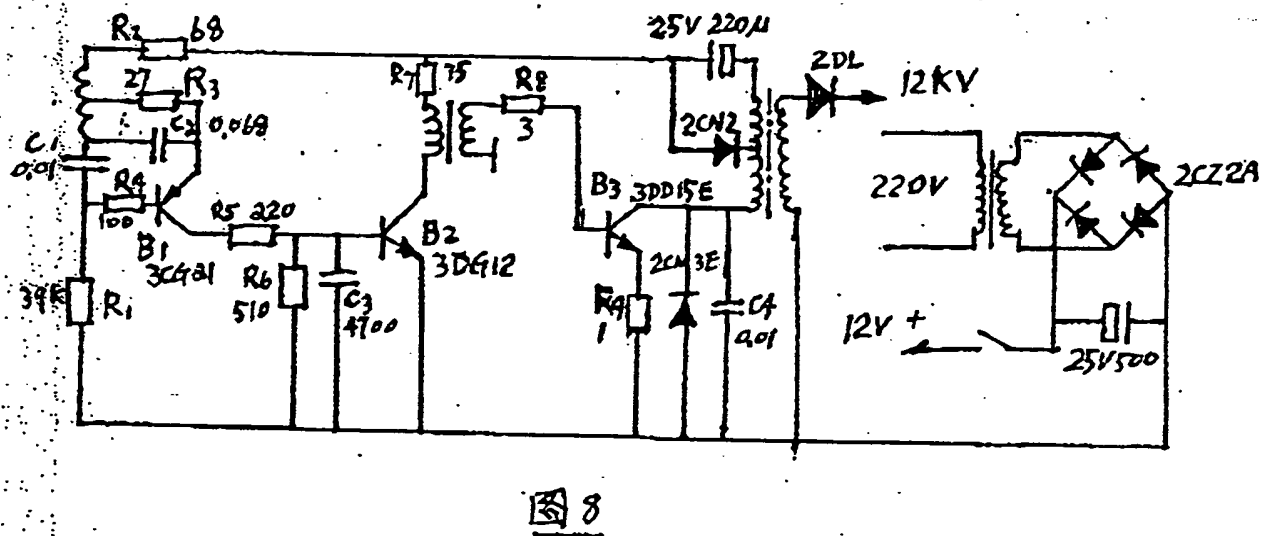 R2 68
25V 220μ
2DL
27 R3
R7 75
R8
12KV
C2 0.068
3
2CN2
C1
0.01
R4
100
B3 3DD15E
220V
2CZ2A
R5 220
B1
3CG21
B2
3DG12
39K R1
R6
510
C3
4700
2CN3E
1
C4
0.01
12V +
25V500
图 8